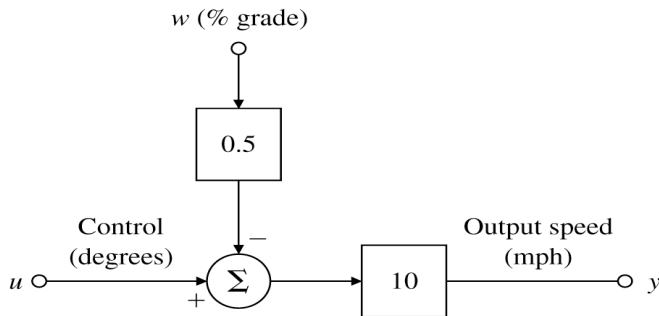 w (% grade)
0.5
Control
(degrees)
−
Output speed
(mph)
u
+
Σ
10
y